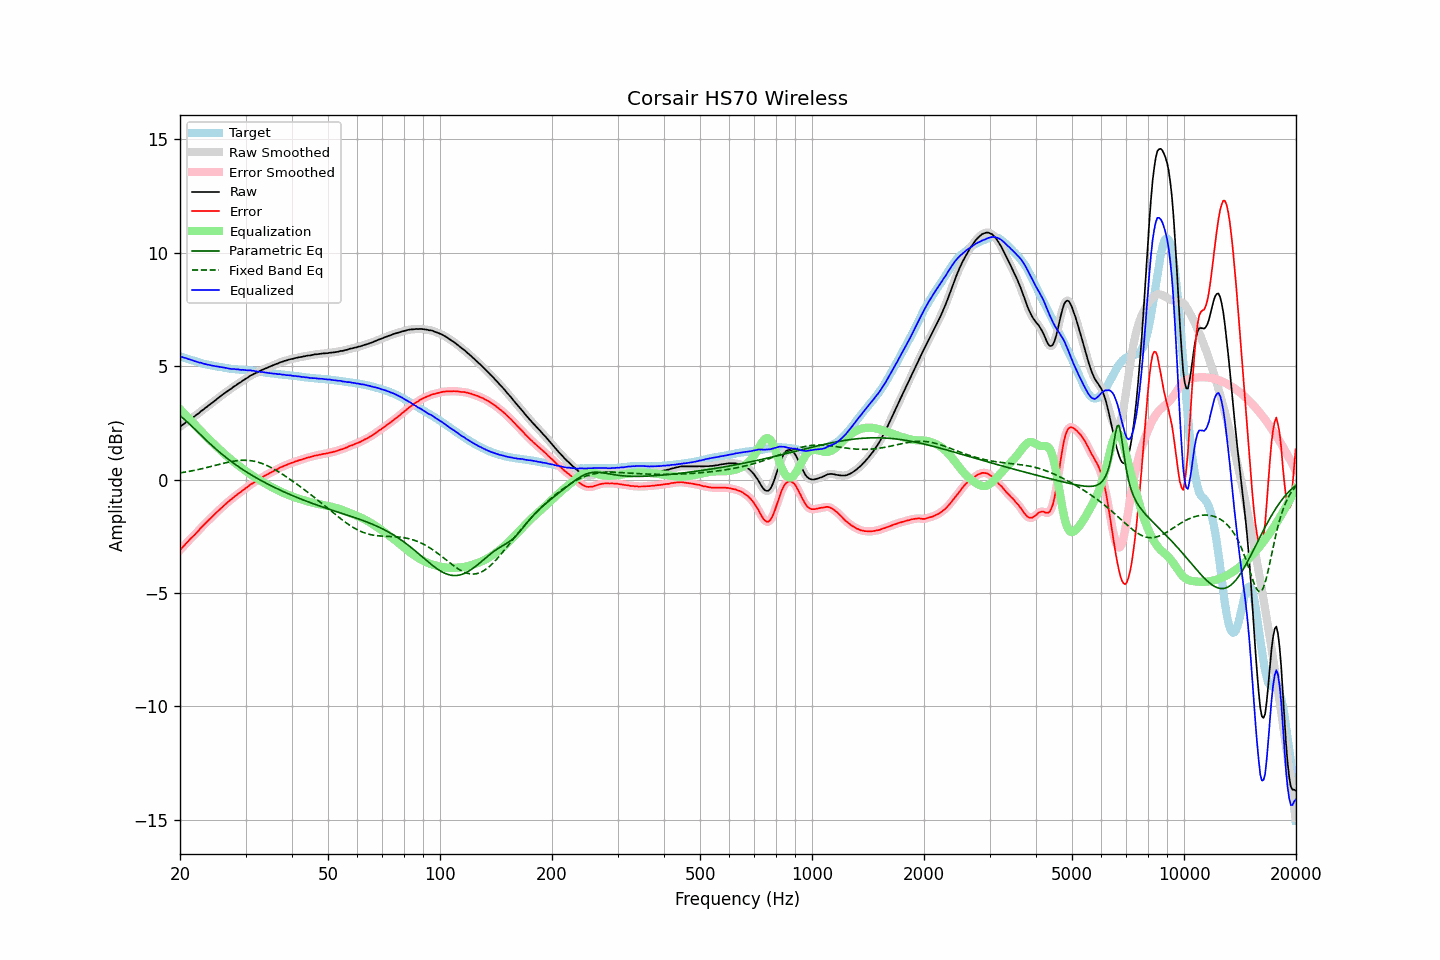 Corsair HS70 Wireless
Target
Raw Smoothed
Error Smoothed
Raw
Error
Equalization
Parametric Eq
Fixed Band Eq
Equalized
15
10
5
0
−5
−10
−15
Amplitude (dBr)
20
50
100
200
500
1000
2000
5000
10000
20000
Frequency (Hz)